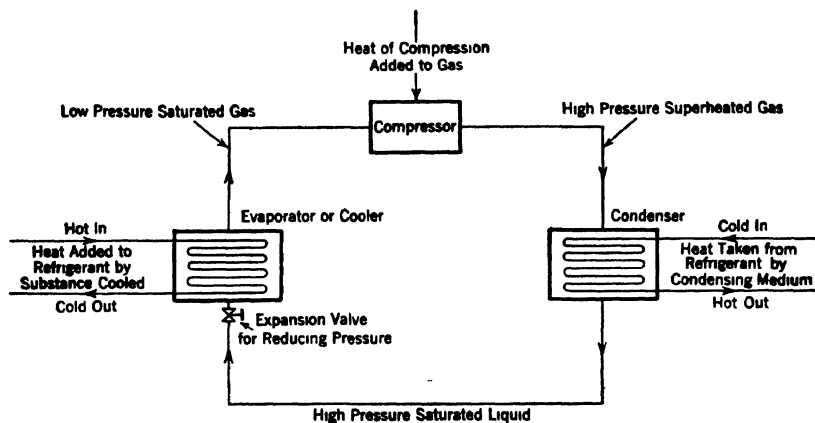 Heat of Compression
Added to Gas
Low Pressure Saturated Gas
Compressor
High Pressure Superheated Gas
Evaporator or Cooler
Condenser
Hot In
Heat Added to
Refrigerant by
Substance Cooled
Cold Out
Cold In
Heat Taken from
Refrigerant by
Condensing Medium
Hot Out
Expansion Valve
for Reducing Pressure
High Pressure Saturated Liquid